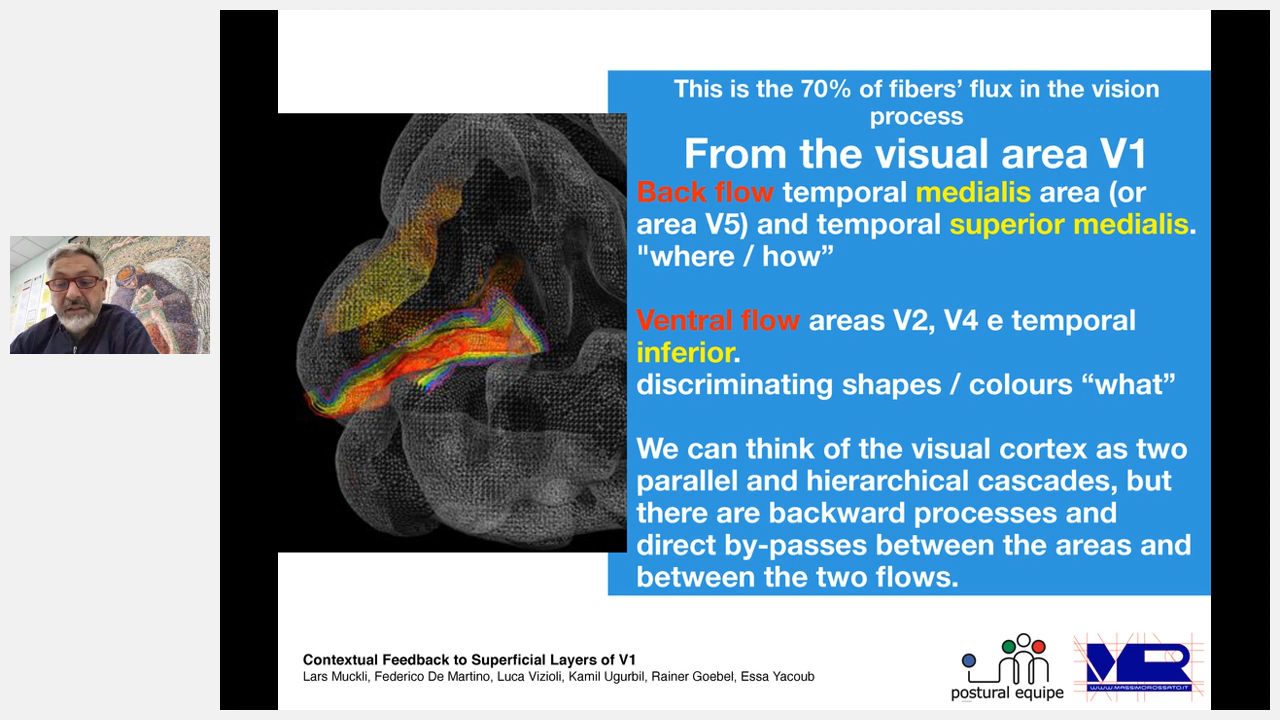 This is the 70% of fibers’ flux in the vision
process
From the visual area V1
Back flow temporal medialis area (or
area V5) and temporal superior medialis.
"where / how”
Ventral flow areas V2, V4 e temporal
inferior.
discriminating shapes / colours “what”
We can think of the visual cortex as two
parallel and hierarchical cascades, but
there are backward processes and
direct by-passes between the areas and
between the two flows.
Contextual Feedback to Superficial Layers of V1
Lars Muckli, Federico De Martino, Luca Vizioli, Kamil Ugurbil, Rainer Goebel, Essa Yacoub
postural equipe
MR
WWW.MASSIMOROSSATO.IT